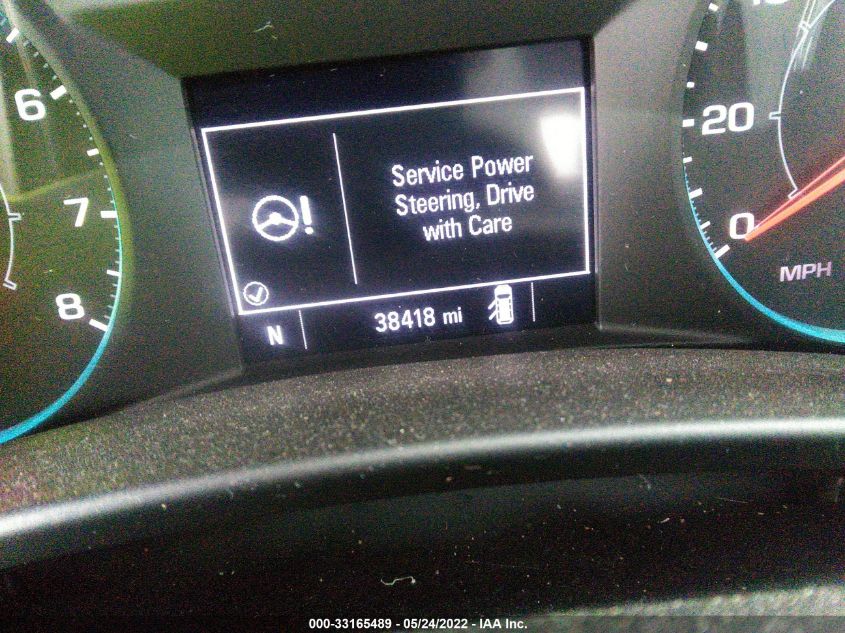 6
7
8
Service Power
Steering, Drive
with Care
N
38418 mi
20
0
MPH
000-33165489 - 05/24/2022 - IAA Inc.